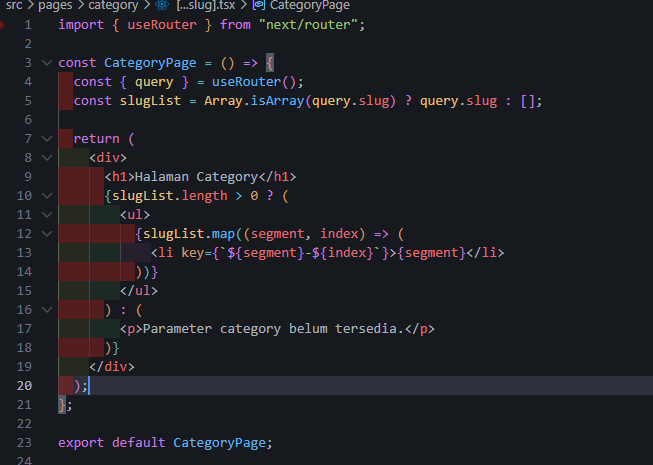 src > pages > category > [...slug].tsx > CategoryPage
1 import { useRouter } from "next/router";
2
3 const CategoryPage = () => {
4 const { query } = useRouter();
5 const slugList = Array.isArray(query.slug) ? query.slug : [];
6
7 return (
8 <div>
9 <h1>Halaman Category</h1>
10 {slugList.length > 0 ? (
11 <ul>
12 {slugList.map((segment, index) => (
13 <li key={`${segment}-${index}`}>{segment}</li>
14 ))}
15 </ul>
16 ) : (
17 <p>Parameter category belum tersedia.</p>
18 )}
19 </div>
20 );
21 };
22
23 export default CategoryPage;
24